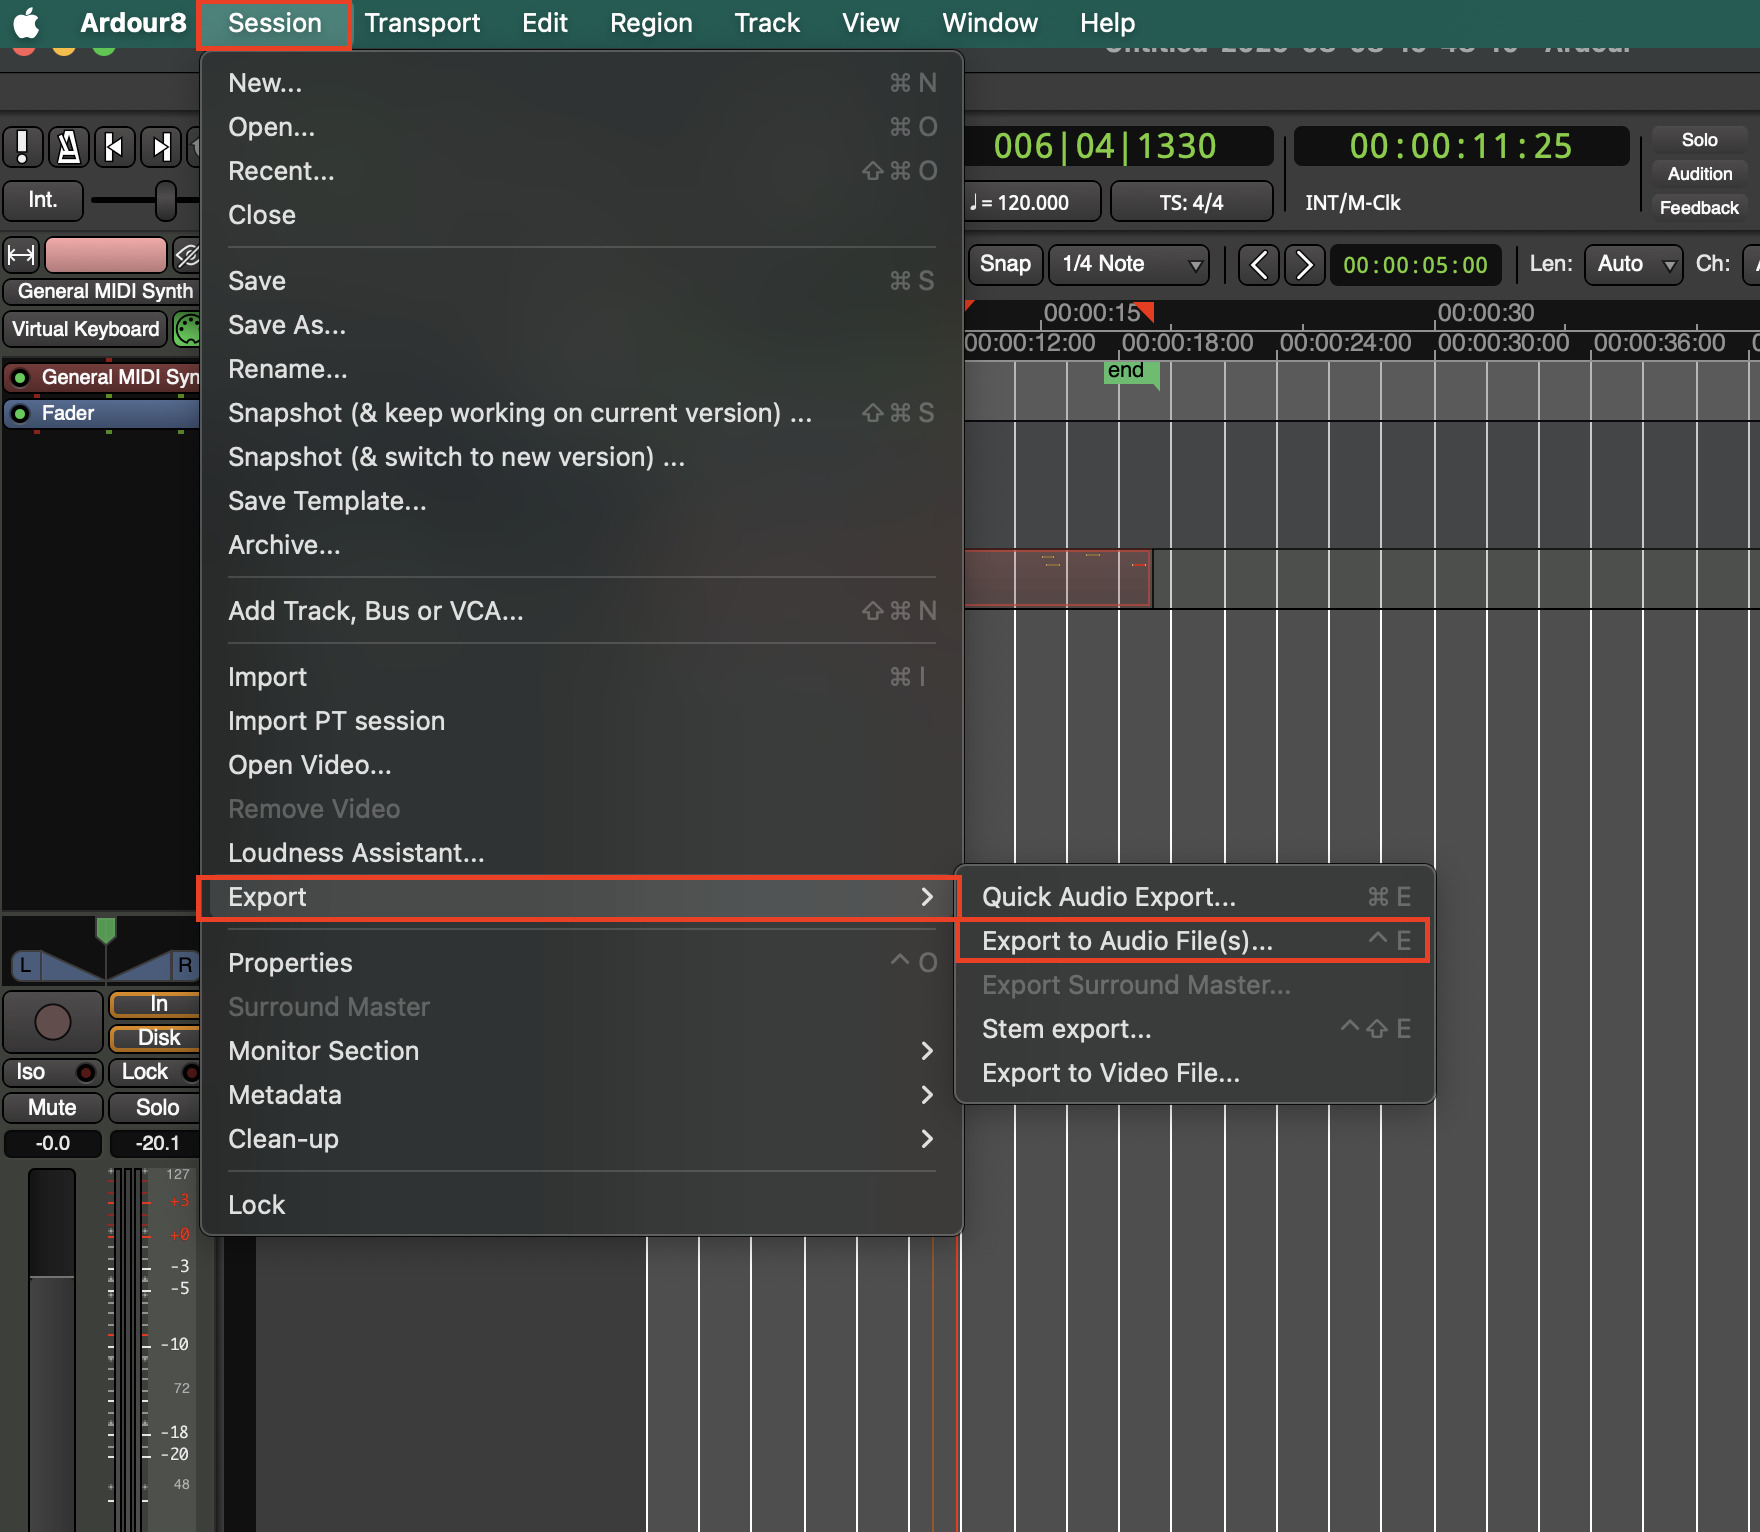 Ardour8 Session Transport Edit Region Track View Window Help
New... ⌘ N
Open... ⌘ O
Recent... ⇧ ⌘ O
Close
Save ⌘ S
Save As...
Rename...
Snapshot (& keep working on current version) ... ⇧ ⌘ S
Snapshot (& switch to new version) ...
Save Template...
Archive...
Add Track, Bus or VCA... ⇧ ⌘ N
Import ⌘ I
Import PT session
Open Video...
Remove Video
Loudness Assistant...
Export
Properties ^ O
Surround Master
Monitor Section
Metadata
Clean-up
Lock
Quick Audio Export... ⌘ E
Export to Audio File(s)... ^ E
Export Surround Master...
Stem export... ^ ⇧ E
Export to Video File...
Int.
General MIDI Synth
Virtual Keyboard
General MIDI Syn
Fader
L R
In
Disk
Iso Lock
Mute Solo
-0.0 -20.1
127
+3
+0
-3
-5
-10
72
-18
-20
48
006|04|1330 00:00:11:25
Solo
Audition
Feedback
♩ = 120.000 TS: 4/4 INT/M-Clk
Snap 1/4 Note 00:00:05:00 Len: Auto Ch:
00:00:15 00:00:30
00:00:12:00 00:00:18:00 00:00:24:00 00:00:30:00 00:00:36:00
end